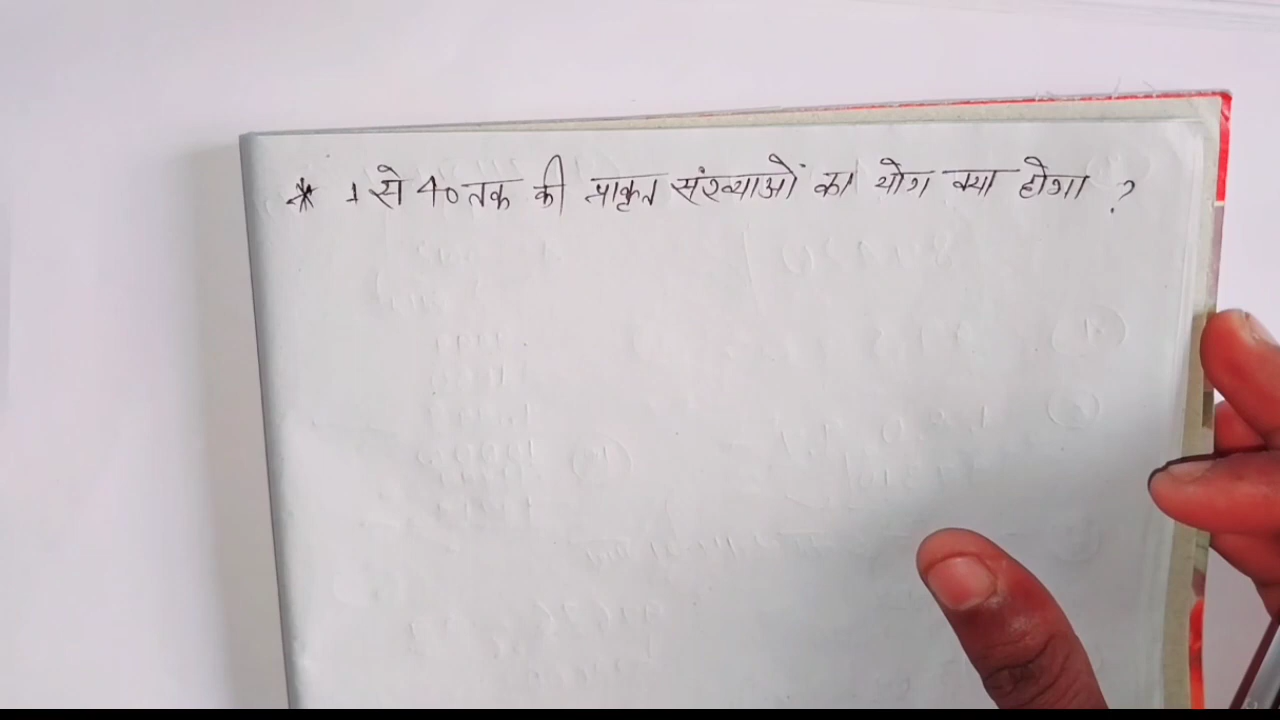 * 1 से 40 तक की प्राकृत संख्याओं का योग क्या होगा ?